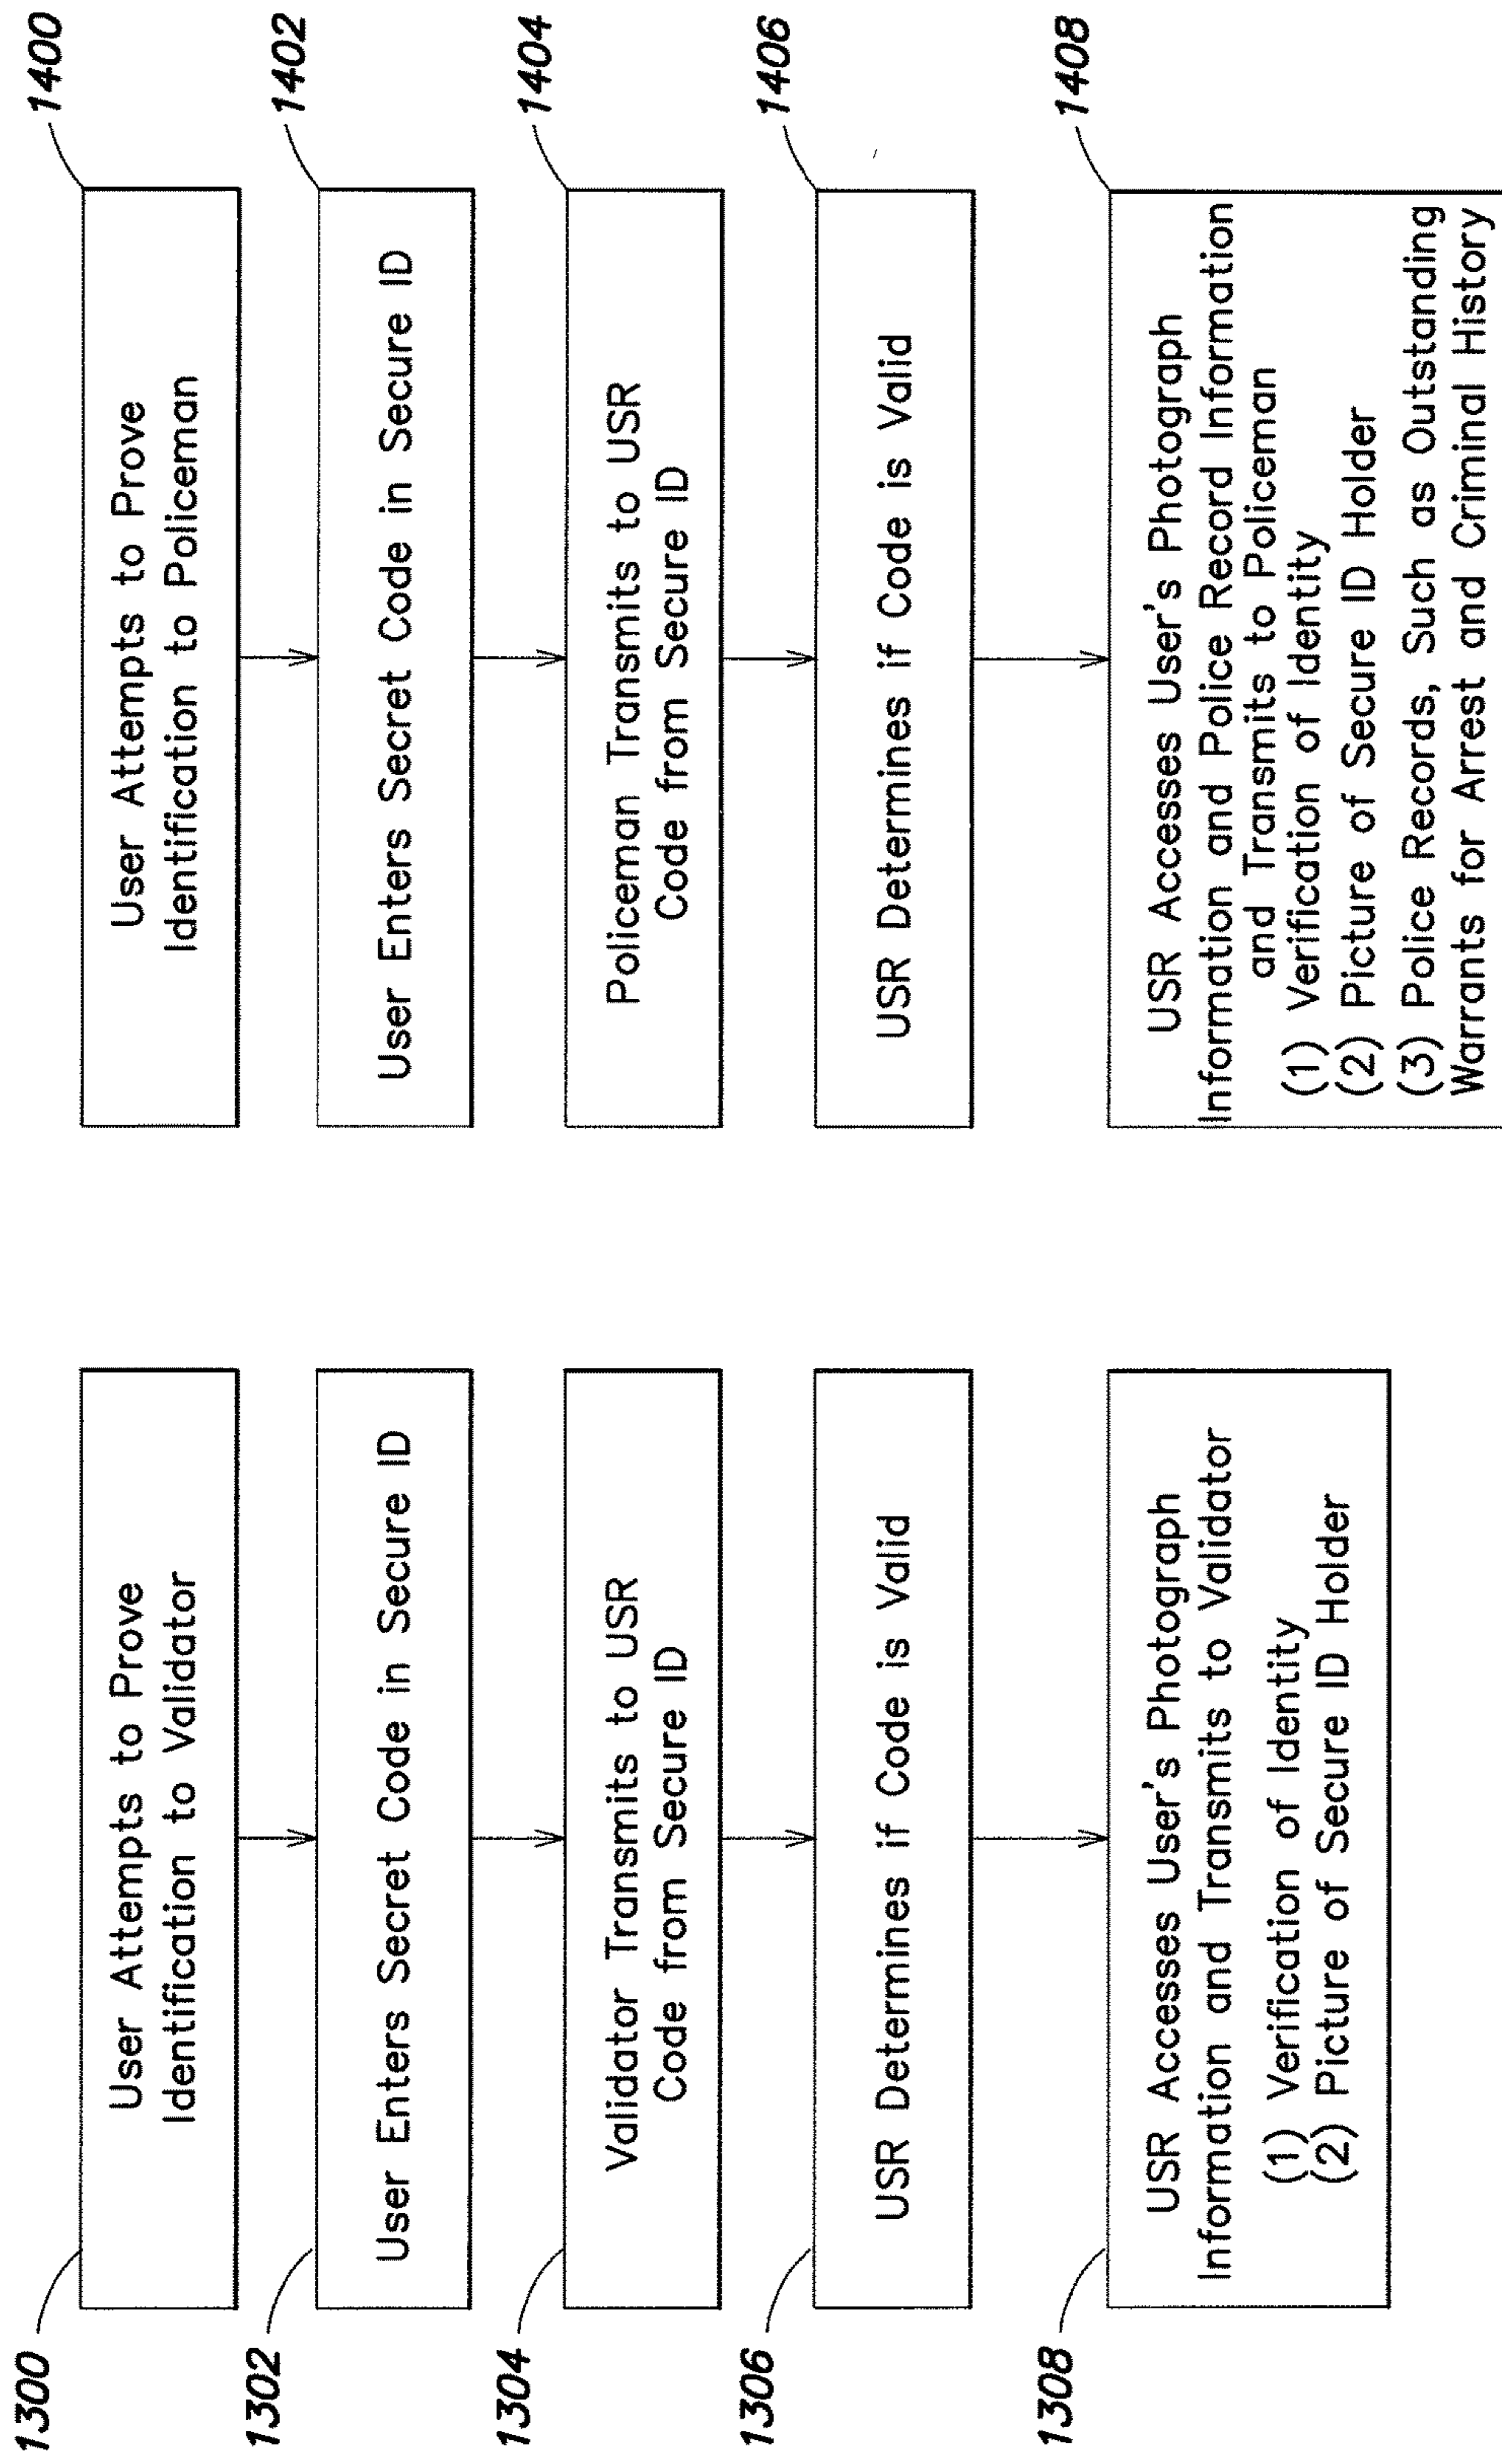 1300
User Attempts to Prove
Identification to Validator
1302
User Enters Secret Code in Secure ID
1304
Validator Transmits to USR
Code from Secure ID
1306
USR Determines if Code is Valid
1308
USR Accesses User's Photograph
Information and Transmits to Validator
(1) Verification of Identity
(2) Picture of Secure ID Holder
1400
User Attempts to Prove
Identification to Policeman
1402
User Enters Secret Code in Secure ID
1404
Policeman Transmits to USR
Code from Secure ID
1406
USR Determines if Code is Valid
1408
USR Accesses User's Photograph
Information and Police Record Information
and Transmits to Policeman
(1) Verification of Identity
(2) Picture of Secure ID Holder
(3) Police Records, Such as Outstanding
Warrants for Arrest and Criminal History